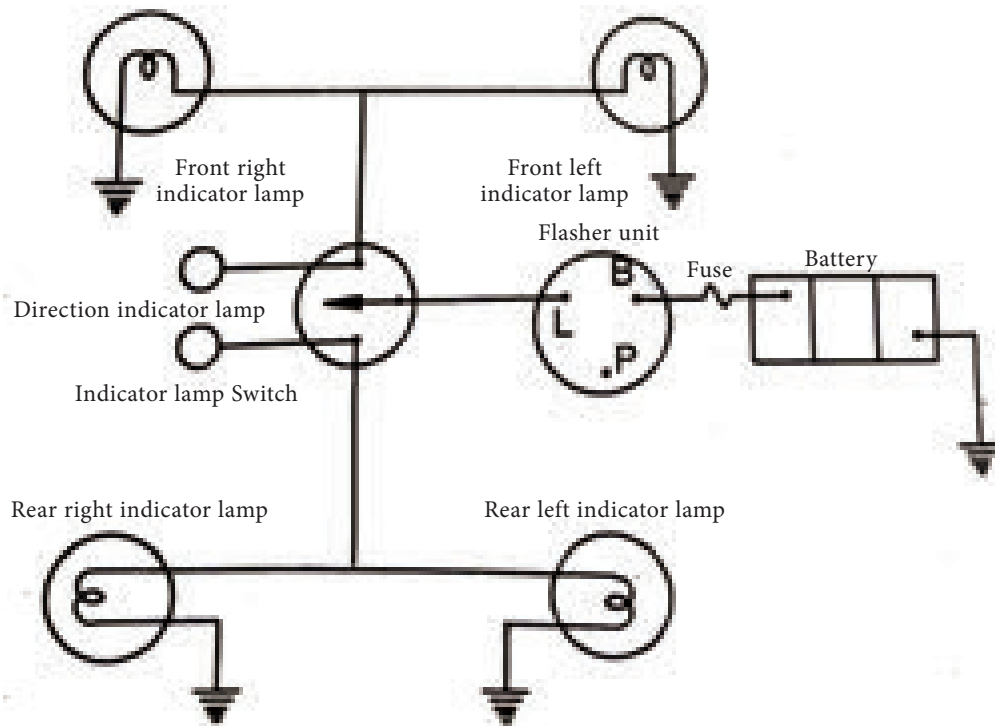 Front right
indicator lamp
Front left
indicator lamp
Flasher unit
B
Fuse
Battery
Direction indicator lamp
L
P
Indicator lamp Switch
Rear right indicator lamp
Rear left indicator lamp